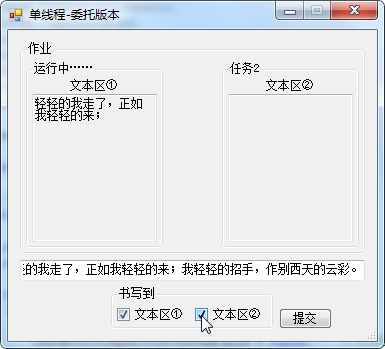 单线程-委托版本
作业
运行中……
任务2
文本区①
文本区②
轻轻的我走了，正如
我轻轻的来；
的我走了，正如我轻轻的来；我轻轻的招手，作别西天的云彩。
书写到
文本区①
文本区②
提交